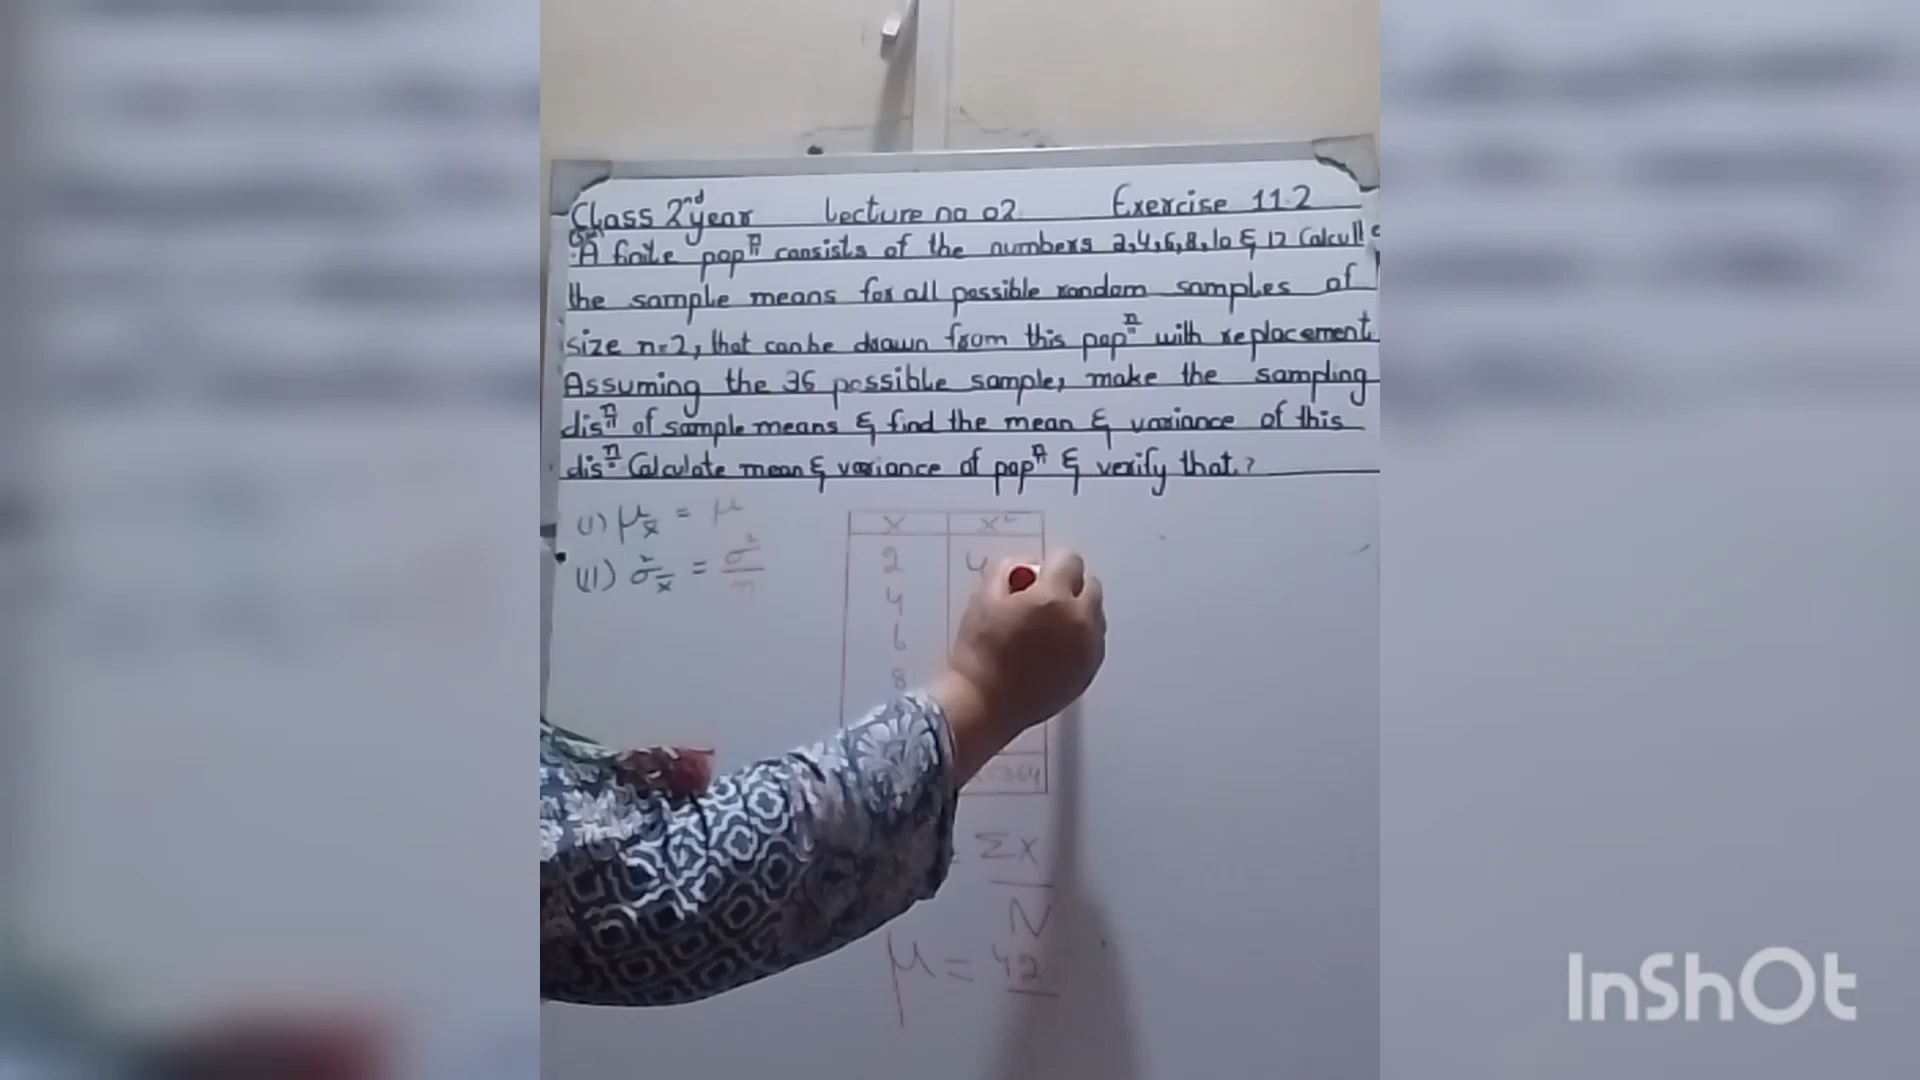 Class 2nd year Lecture no 02 Exercise 11.2
A finite popn consists of the numbers 2,4,6,8,10 & 12 Calcull
the sample means for all possible random samples of
size n=2, that can be drawn from this popn with replacement
Assuming the 36 possible sample, make the sampling
disn of sample means & find the mean & variance of this
disn Calculate mean & variance of popn & verify that?
(i) μx̄ = μ
(ii) σ²x̄ = σ²/n
X X²
2 4
4
6
8
364
= ΣX
N
μ = 42
InShOt